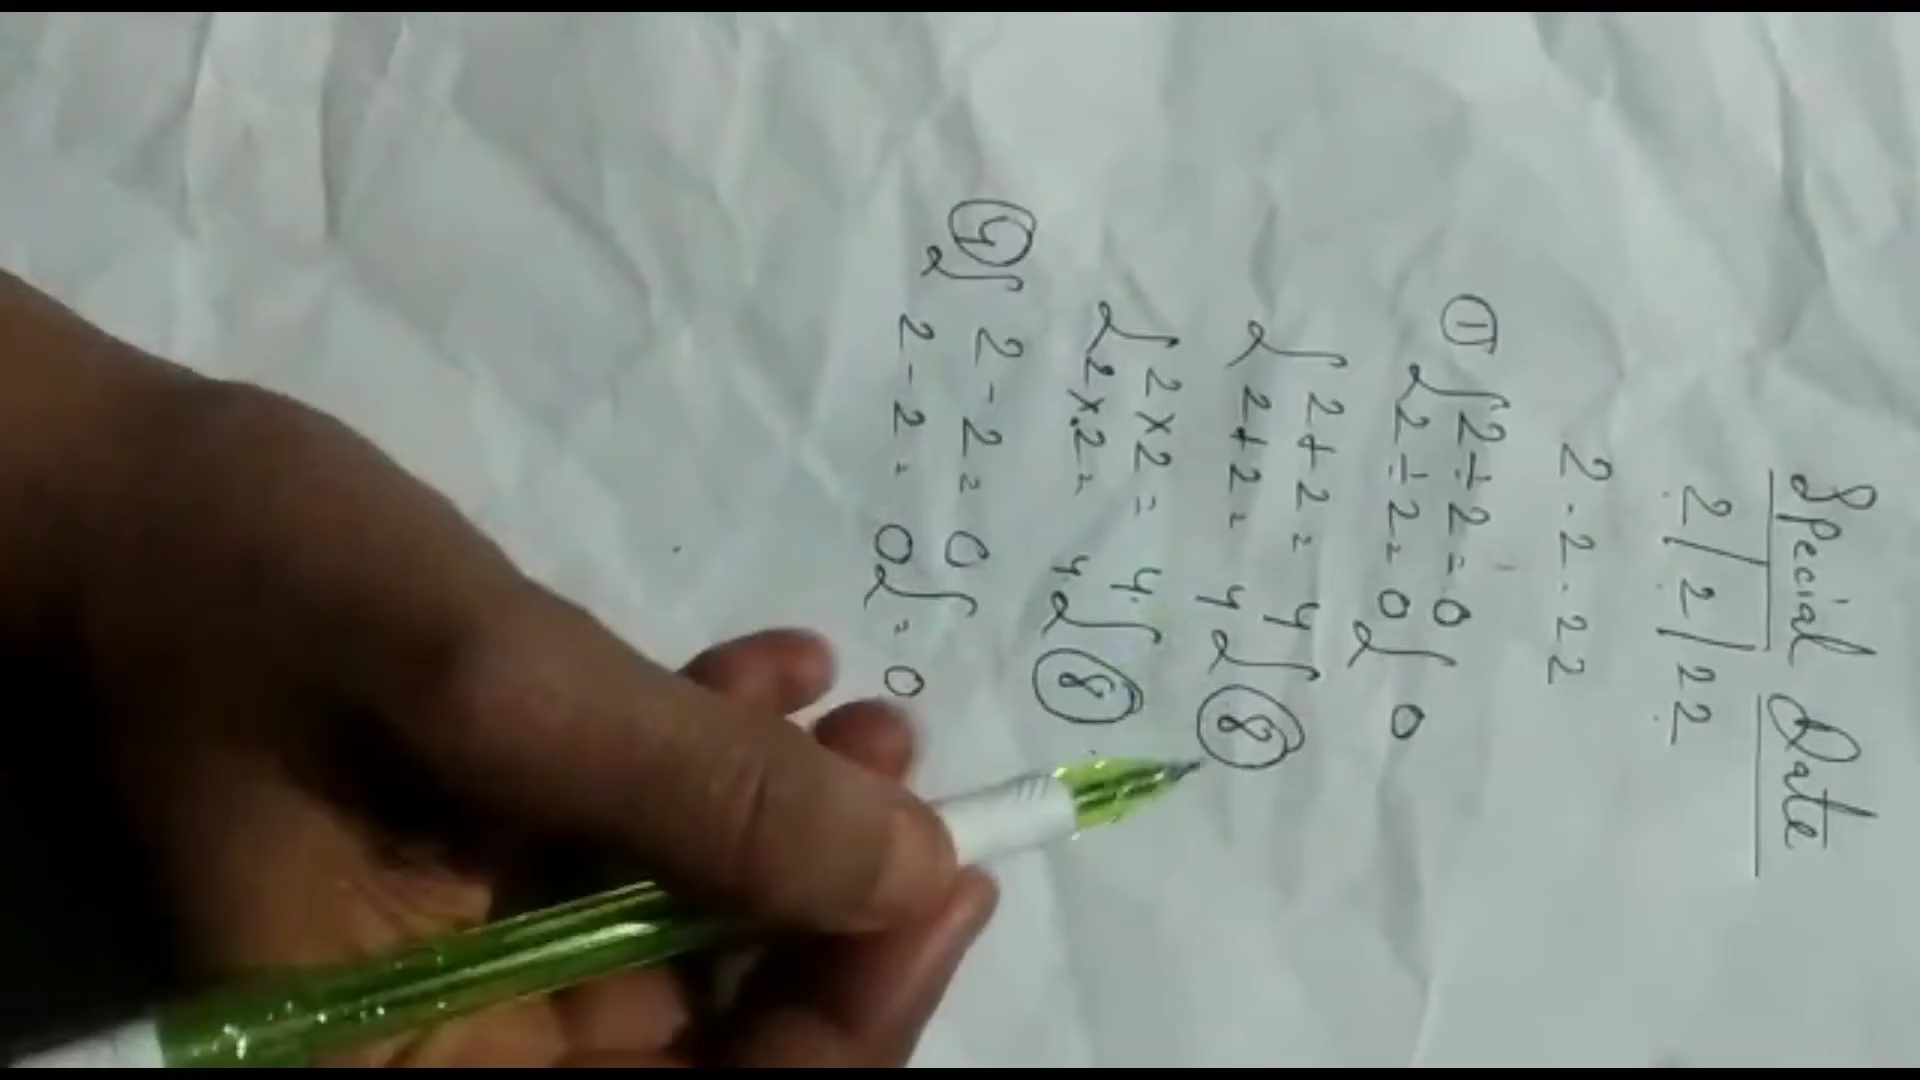 Special Date
2/2/22
2.2.22
① { 2÷2=0
2÷2=0 } 0
{ 2+2=4
2+2=4 } 8
{ 2×2=4
2×2=4 } 8
④ { 2-2=0
2-2=0 } =0